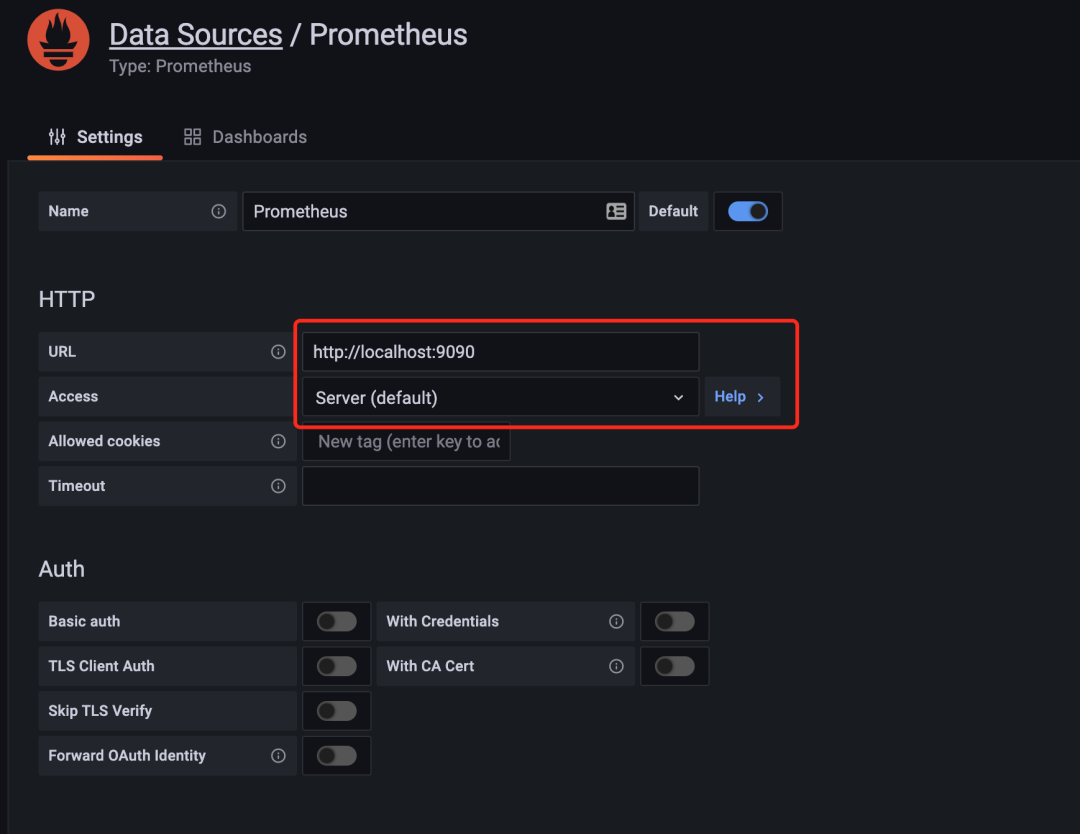 Data Sources / Prometheus
Type: Prometheus
Settings Dashboards
Name Prometheus Default
HTTP
URL http://localhost:9090
Access Server (default) Help
Allowed cookies New tag (enter key to ac
Timeout
Auth
Basic auth With Credentials
TLS Client Auth With CA Cert
Skip TLS Verify
Forward OAuth Identity